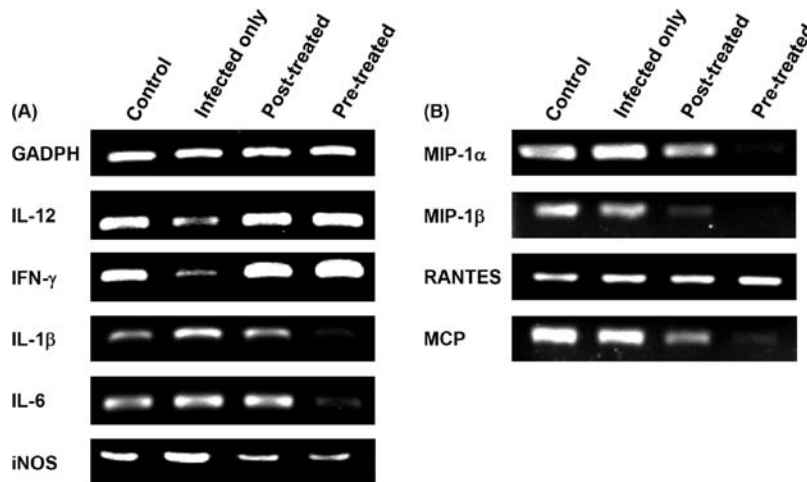 (A)
Control
Infected only
Post-treated
Pre-treated
GADPH
IL-12
IFN-γ
IL-1β
IL-6
iNOS
(B)
Control
Infected only
Post-treated
Pre-treated
MIP-1α
MIP-1β
RANTES
MCP